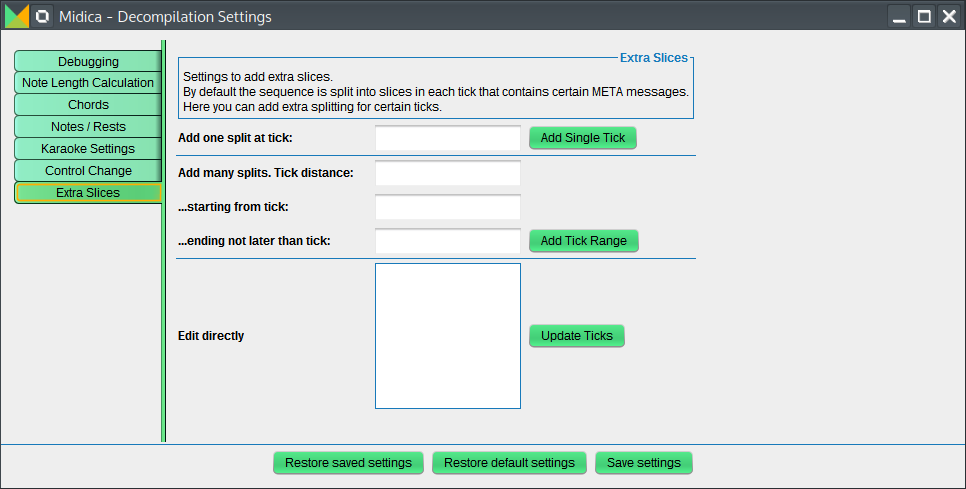 Midica - Decompilation Settings
Debugging
Note Length Calculation
Chords
Notes / Rests
Karaoke Settings
Control Change
Extra Slices
Extra Slices
Settings to add extra slices.
By default the sequence is split into slices in each tick that contains certain META messages.
Here you can add extra splitting for certain ticks.
Add one split at tick:
Add Single Tick
Add many splits. Tick distance:
...starting from tick:
...ending not later than tick:
Add Tick Range
Edit directly
Update Ticks
Restore saved settings
Restore default settings
Save settings